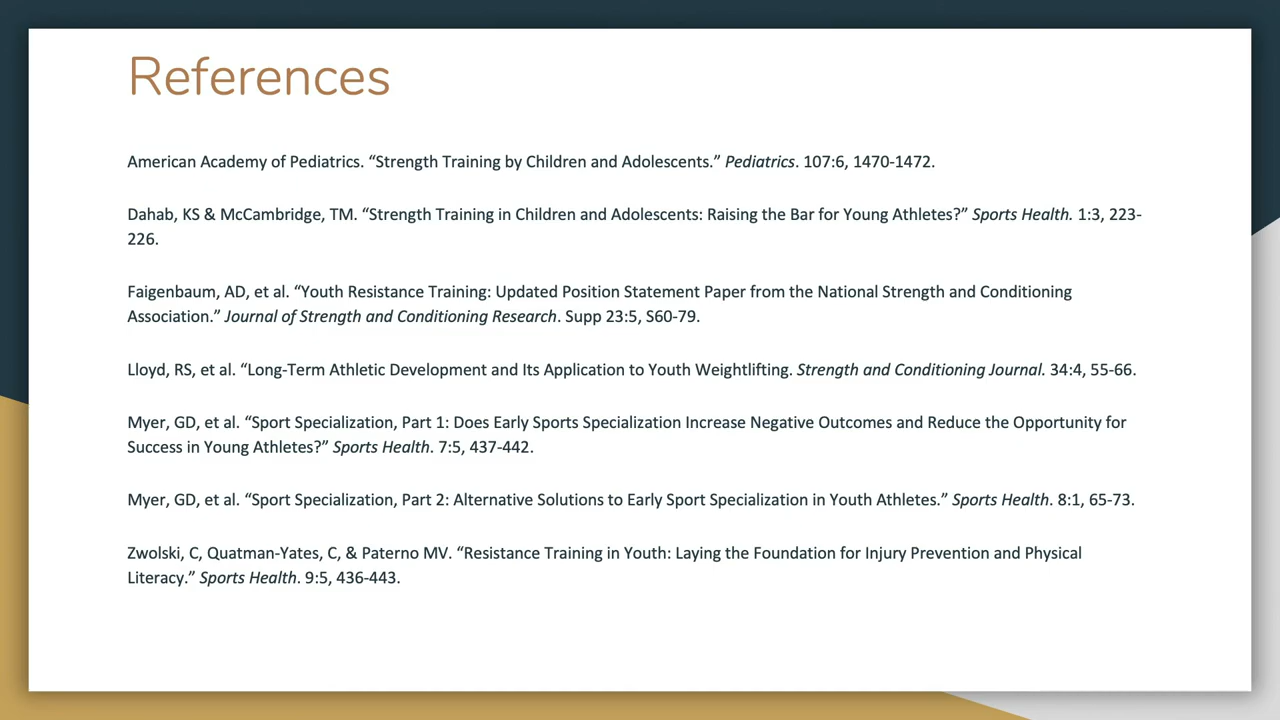 References
American Academy of Pediatrics. “Strength Training by Children and Adolescents.” Pediatrics. 107:6, 1470-1472.
Dahab, KS & McCambridge, TM. “Strength Training in Children and Adolescents: Raising the Bar for Young Athletes?” Sports Health. 1:3, 223-
226.
Faigenbaum, AD, et al. “Youth Resistance Training: Updated Position Statement Paper from the National Strength and Conditioning
Association.” Journal of Strength and Conditioning Research. Supp 23:5, S60-79.
Lloyd, RS, et al. “Long-Term Athletic Development and Its Application to Youth Weightlifting. Strength and Conditioning Journal. 34:4, 55-66.
Myer, GD, et al. “Sport Specialization, Part 1: Does Early Sports Specialization Increase Negative Outcomes and Reduce the Opportunity for
Success in Young Athletes?” Sports Health. 7:5, 437-442.
Myer, GD, et al. “Sport Specialization, Part 2: Alternative Solutions to Early Sport Specialization in Youth Athletes.” Sports Health. 8:1, 65-73.
Zwolski, C, Quatman-Yates, C, & Paterno MV. “Resistance Training in Youth: Laying the Foundation for Injury Prevention and Physical
Literacy.” Sports Health. 9:5, 436-443.